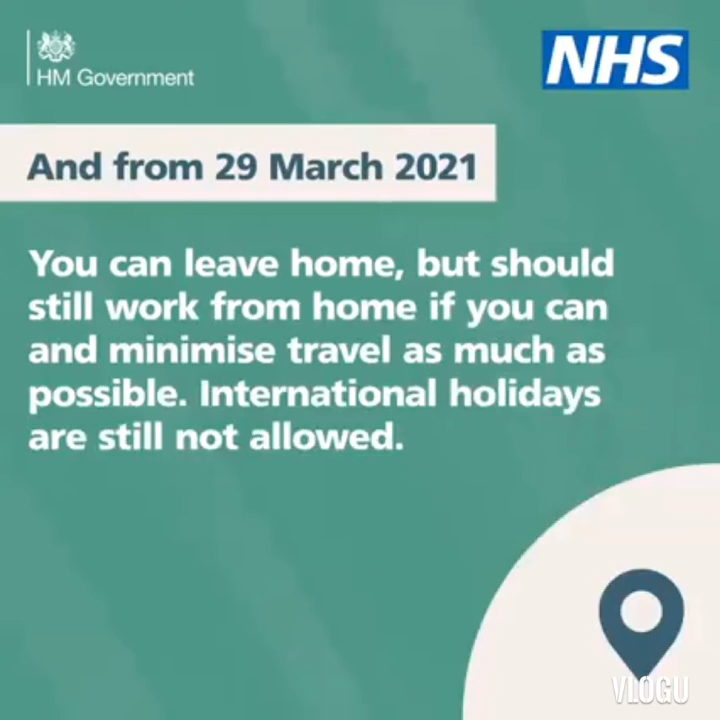 HM Government
NHS
And from 29 March 2021
You can leave home, but should
still work from home if you can
and minimise travel as much as
possible. International holidays
are still not allowed.
VLOGU